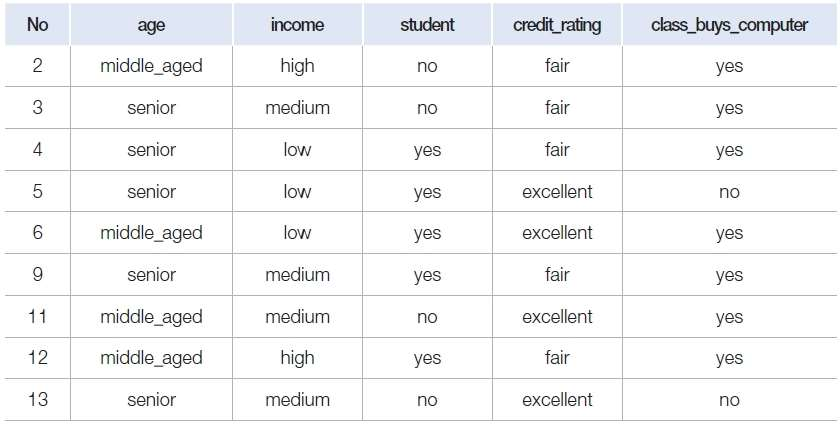 No age income student credit_rating class_buys_computer
2 middle_aged high no fair yes
3 senior medium no fair yes
4 senior low yes fair yes
5 senior low yes excellent no
6 middle_aged low yes excellent yes
9 senior medium yes fair yes
11 middle_aged medium no excellent yes
12 middle_aged high yes fair yes
13 senior medium no excellent no